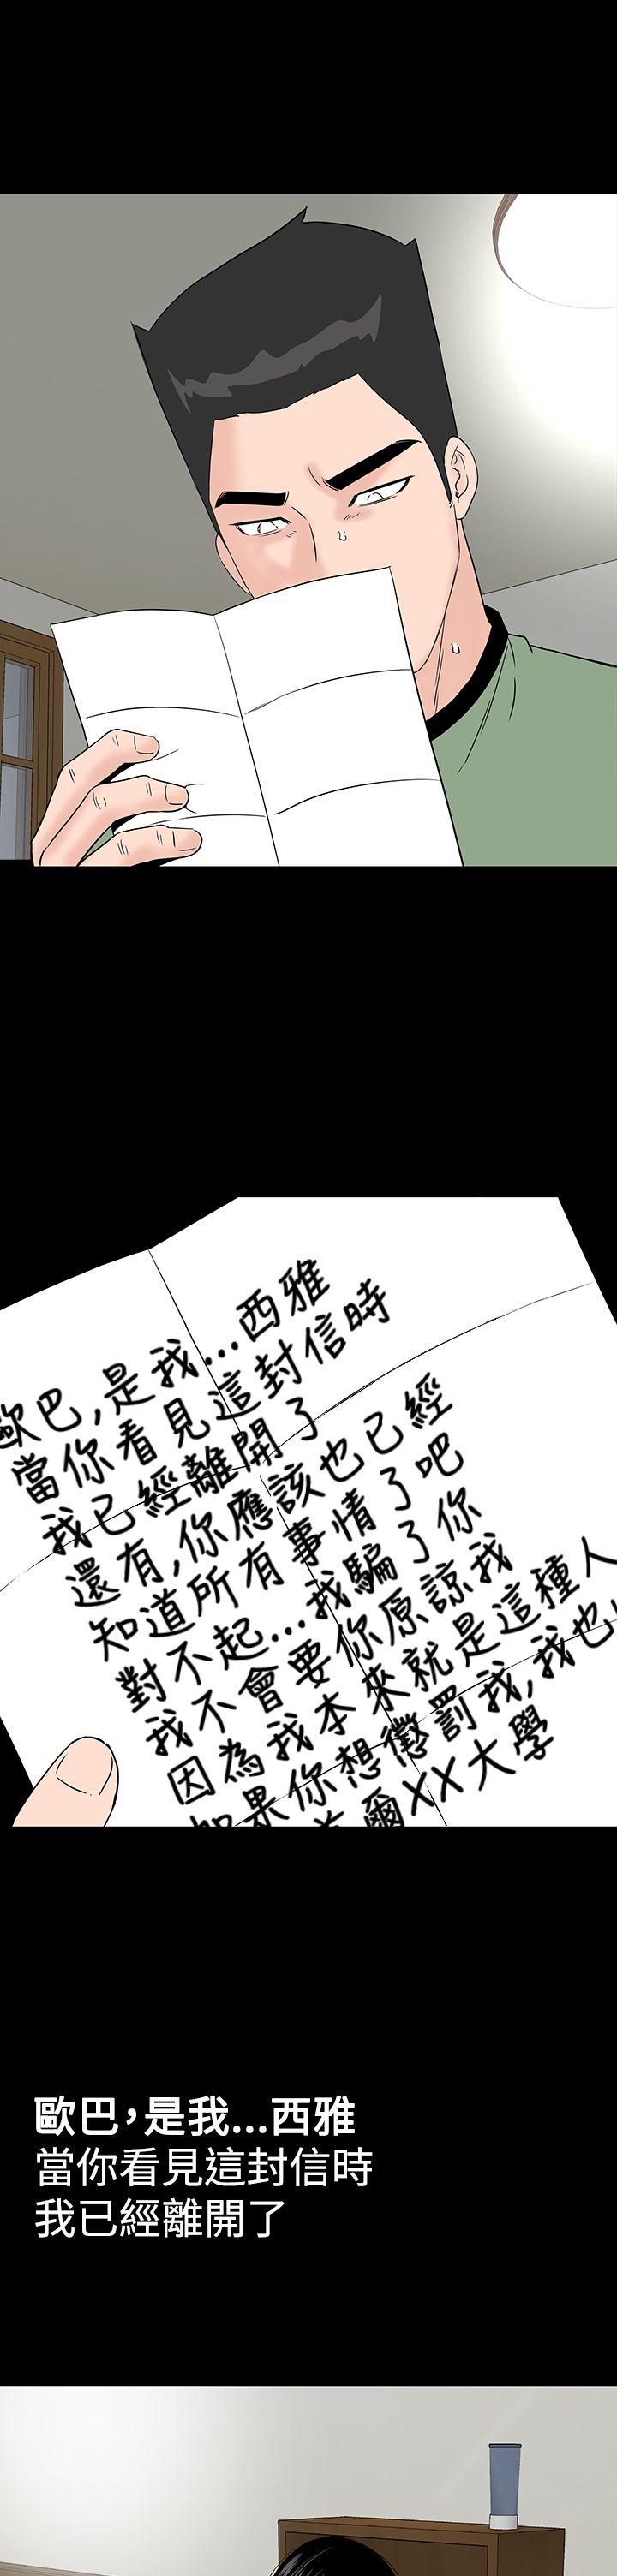 歐巴,是我...西雅
當你看見這封信時
我已經離開了
還有,你應該也已經
知道所有事情了吧
對不起...我騙了你
我不會要你原諒我
因為我本來就是這種人
如果你想懲罰我,我也
爾XX大學
歐巴，是我...西雅
當你看見這封信時
我已經離開了